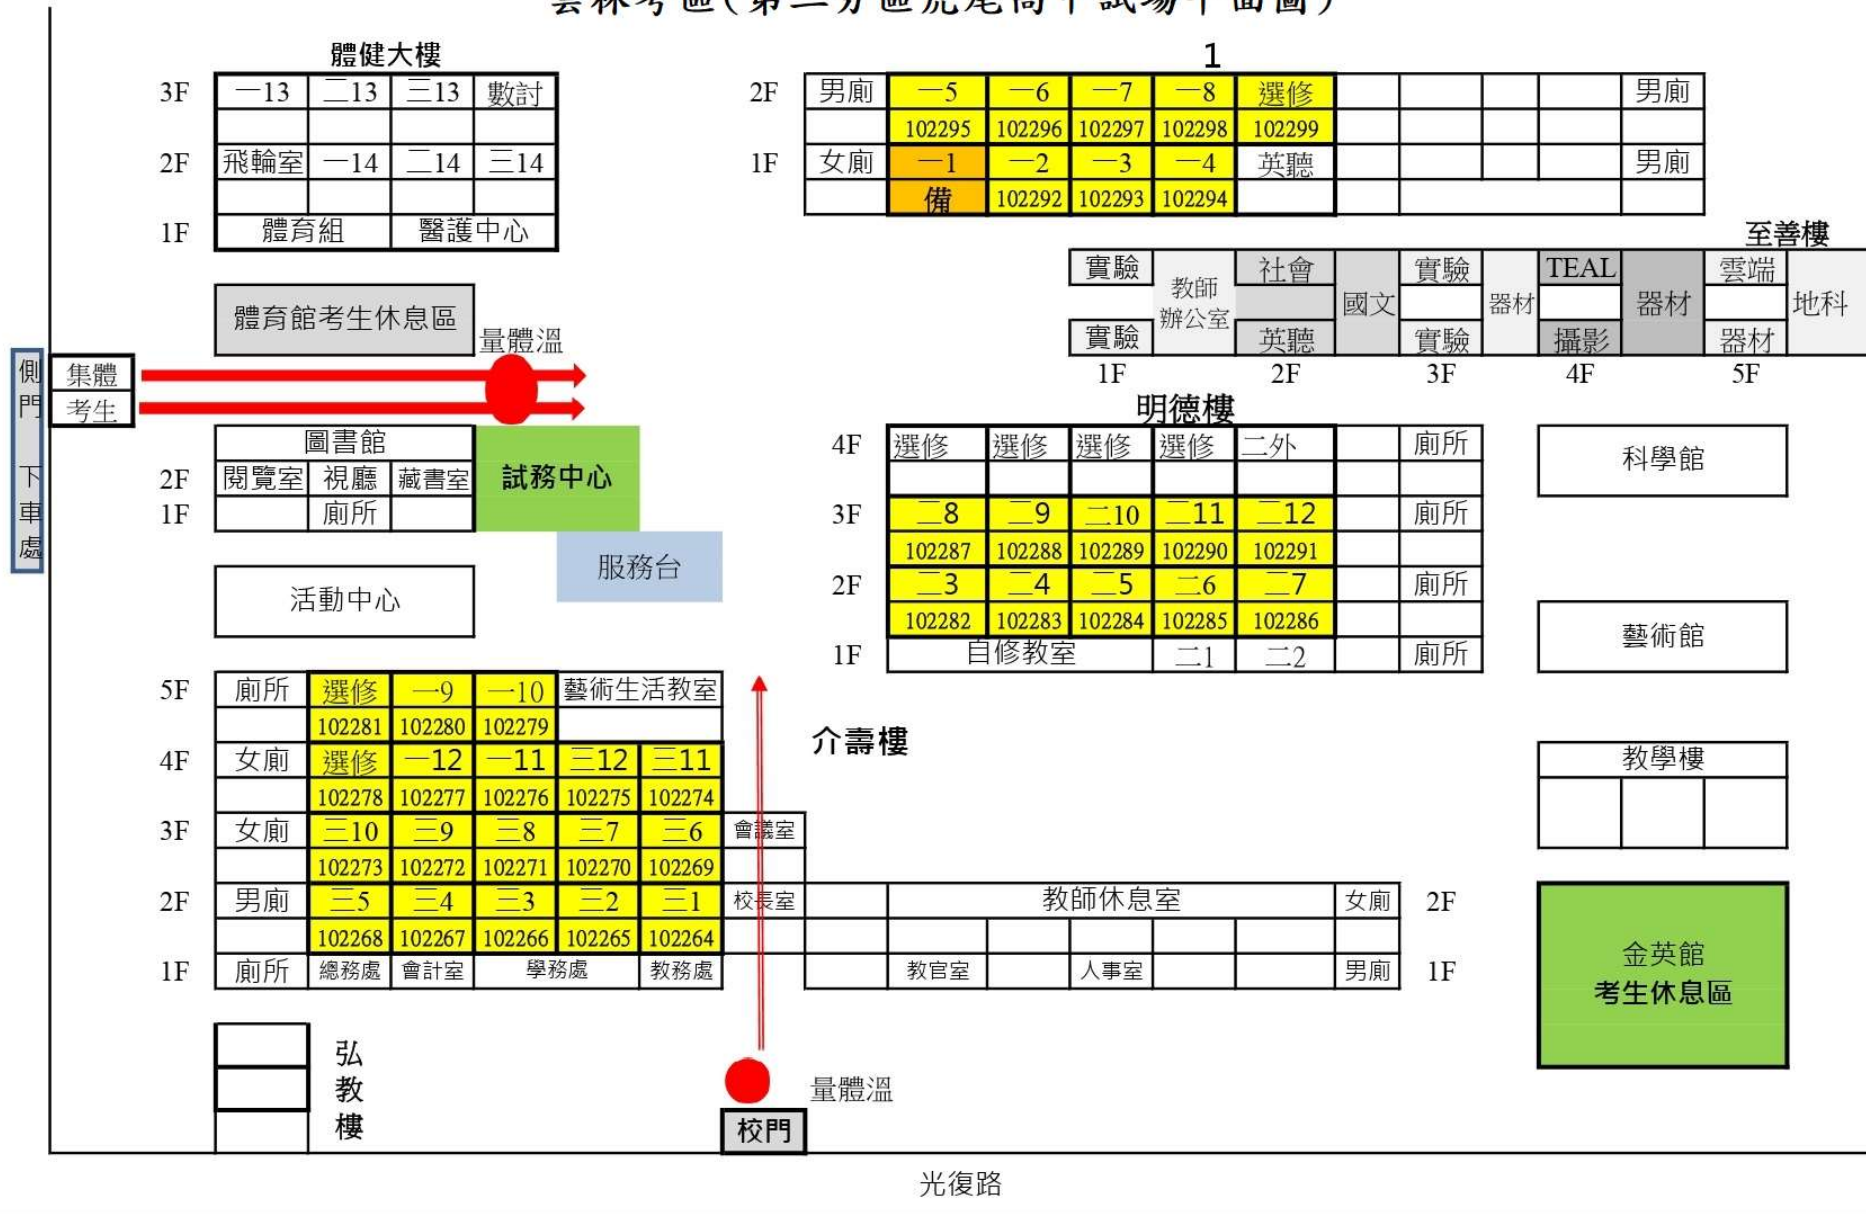 體健大樓
3F 一13 二13 三13 數討
2F 飛輪室 一14 二14 三14
1F 體育組 醫護中心
1
2F 男廁 一5 一6 一7 一8 選修 男廁
102295 102296 102297 102298 102299
1F 女廁 一1 一2 一3 一4 英聽 男廁
備 102292 102293 102294
至善樓
實驗 教師 社會 國文 實驗 器材 TEAL 器材 雲端 地科
辦公室
實驗 英聽 實驗 攝影 器材
1F 2F 3F 4F 5F
體育館考生休息區
量體溫
側門 下車處
集體
考生
圖書館
2F 閱覽室 視廳 藏書室
1F 廁所
試務中心
服務台
活動中心
明德樓
4F 選修 選修 選修 選修 二外 廁所
3F 二8 二9 二10 二11 二12 廁所
102287 102288 102289 102290 102291
2F 二3 二4 二5 二6 二7 廁所
102282 102283 102284 102285 102286
1F 自修教室 二1 二2 廁所
科學館
藝術館
教學樓
5F 廁所 選修 一9 一10 藝術生活教室
102281 102280 102279
4F 女廁 選修 一12 一11 三12 三11
102278 102277 102276 102275 102274
3F 女廁 三10 三9 三8 三7 三6 會議室
102273 102272 102271 102270 102269
2F 男廁 三5 三4 三3 三2 三1 校長室 教師休息室 女廁 2F
102268 102267 102266 102265 102264
1F 廁所 總務處 會計室 學務處 教務處 教官室 人事室 男廁 1F
介壽樓
金英館
考生休息區
弘教樓
量體溫
校門
光復路